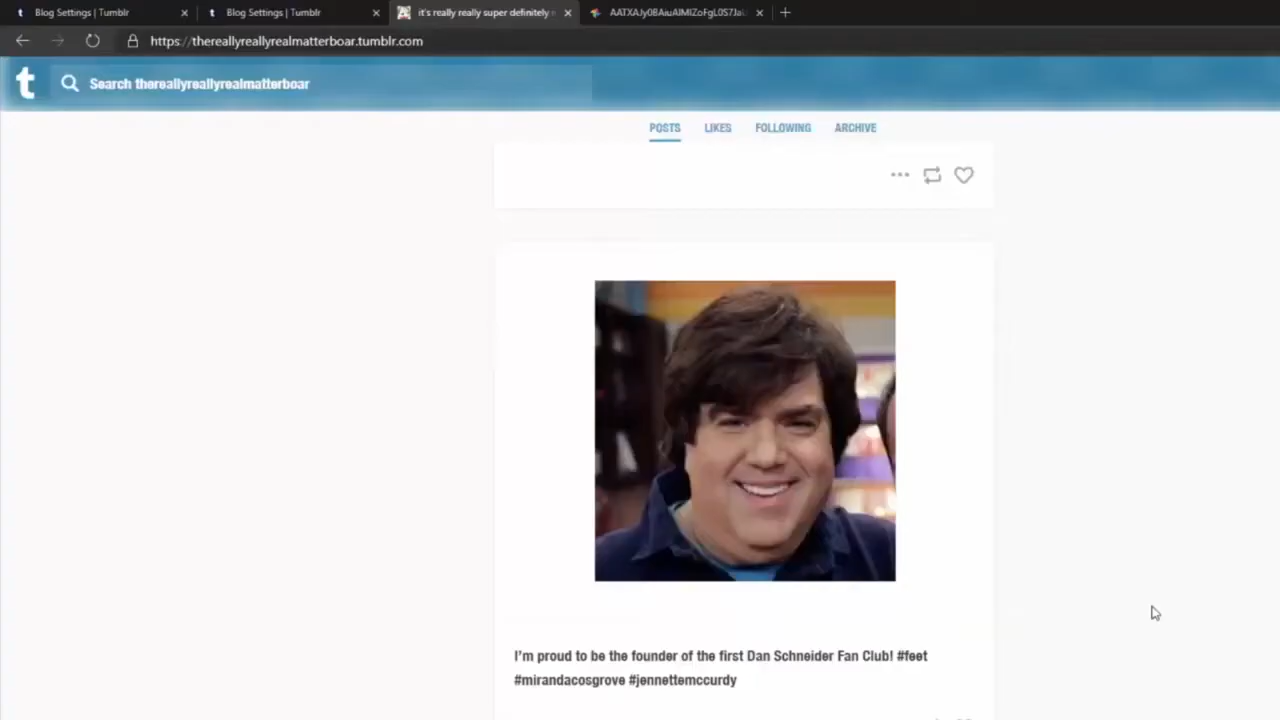 Blog Settings | Tumblr
Blog Settings | Tumblr
it's really really super definitely
https://thereallyreallyrealmatterboar.tumblr.com
t
Search thereallyreallyrealmatterboar
POSTS LIKES FOLLOWING ARCHIVE
I'm proud to be the founder of the first Dan Schneider Fan Club! #feet
#mirandacosgrove #jennettemccurdy